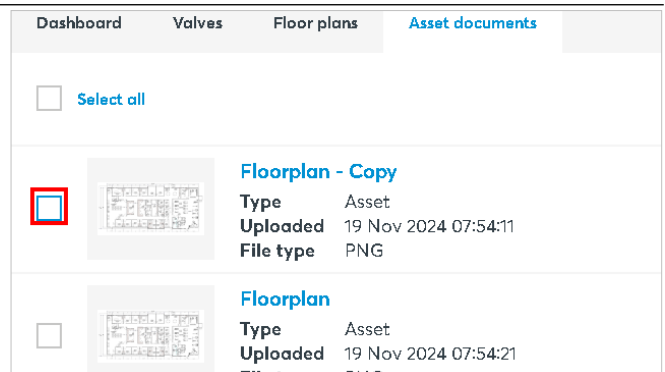 Dashboard Valves Floor plans Asset documents
Select all
Floorplan - Copy
Type Asset
Uploaded 19 Nov 2024 07:54:11
File type PNG
Floorplan
Type Asset
Uploaded 19 Nov 2024 07:54:21